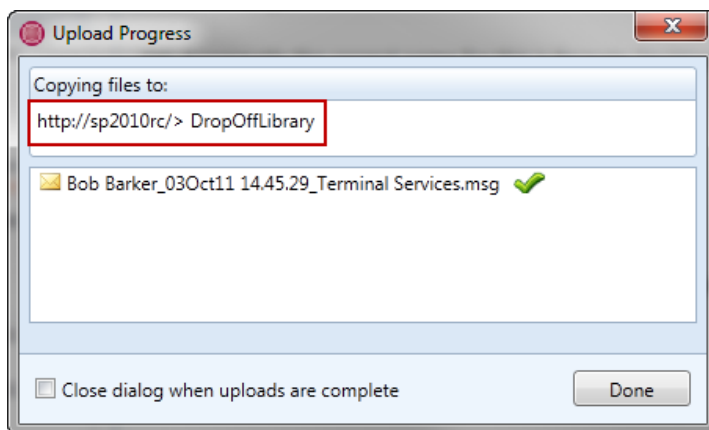 Upload Progress
Copying files to:
http://sp2010rc/> DropOffLibrary
Bob Barker_03Oct11 14.45.29_Terminal Services.msg
Close dialog when uploads are complete
Done